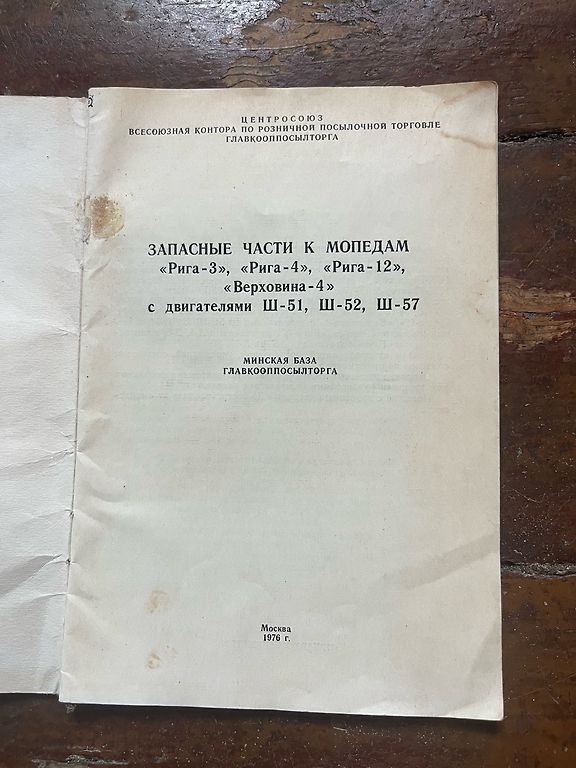 ЦЕНТРОСОЮЗ
ВСЕСОЮЗНАЯ КОНТОРА ПО РОЗНИЧНОЙ ПОСЫЛОЧНОЙ ТОРГОВЛЕ
ГЛАВКООППОСЫЛТОРГА
ЗАПАСНЫЕ ЧАСТИ К МОПЕДАМ
«Рига-3», «Рига-4», «Рига-12»,
«Верховина-4»
с двигателями Ш-51, Ш-52, Ш-57
МИНСКАЯ БАЗА
ГЛАВКООППОСЫЛТОРГА
Москва
1976 г.